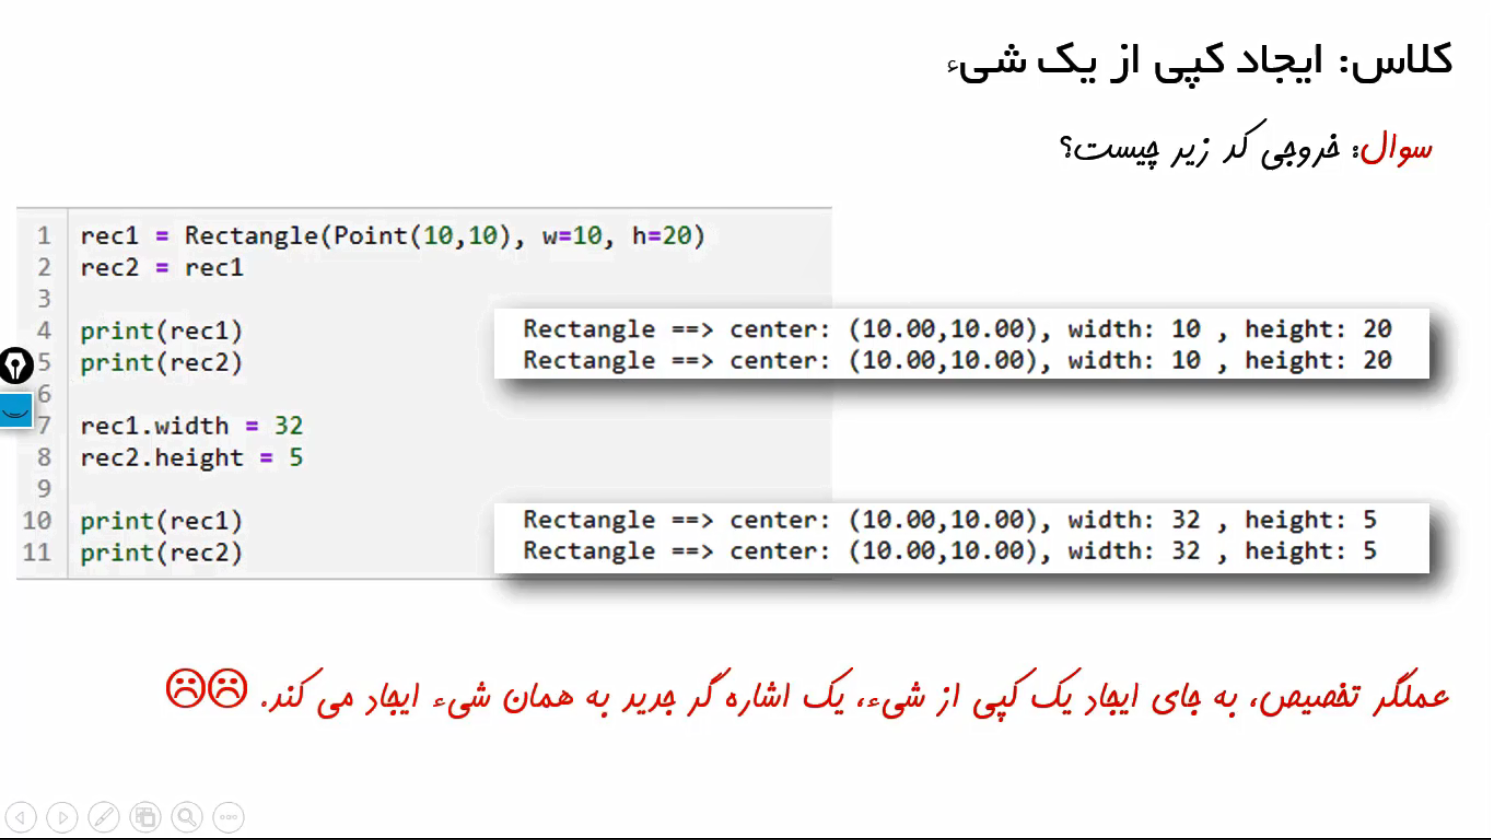 کلاس: ایجاد کپی از یک شیء
سوال: خروجی کد زیر چیست؟
1 rec1 = Rectangle(Point(10,10), w=10, h=20)
2 rec2 = rec1
3
4 print(rec1)
5 print(rec2)
6
7 rec1.width = 32
8 rec2.height = 5
9
10 print(rec1)
11 print(rec2)
Rectangle ==> center: (10.00,10.00), width: 10 , height: 20
Rectangle ==> center: (10.00,10.00), width: 10 , height: 20
Rectangle ==> center: (10.00,10.00), width: 32 , height: 5
Rectangle ==> center: (10.00,10.00), width: 32 , height: 5
عملگر تخصیص، به جای ایجاد یک کپی از شیء، یک اشاره گر جدید به همان شیء ایجاد می کند. ☹☹